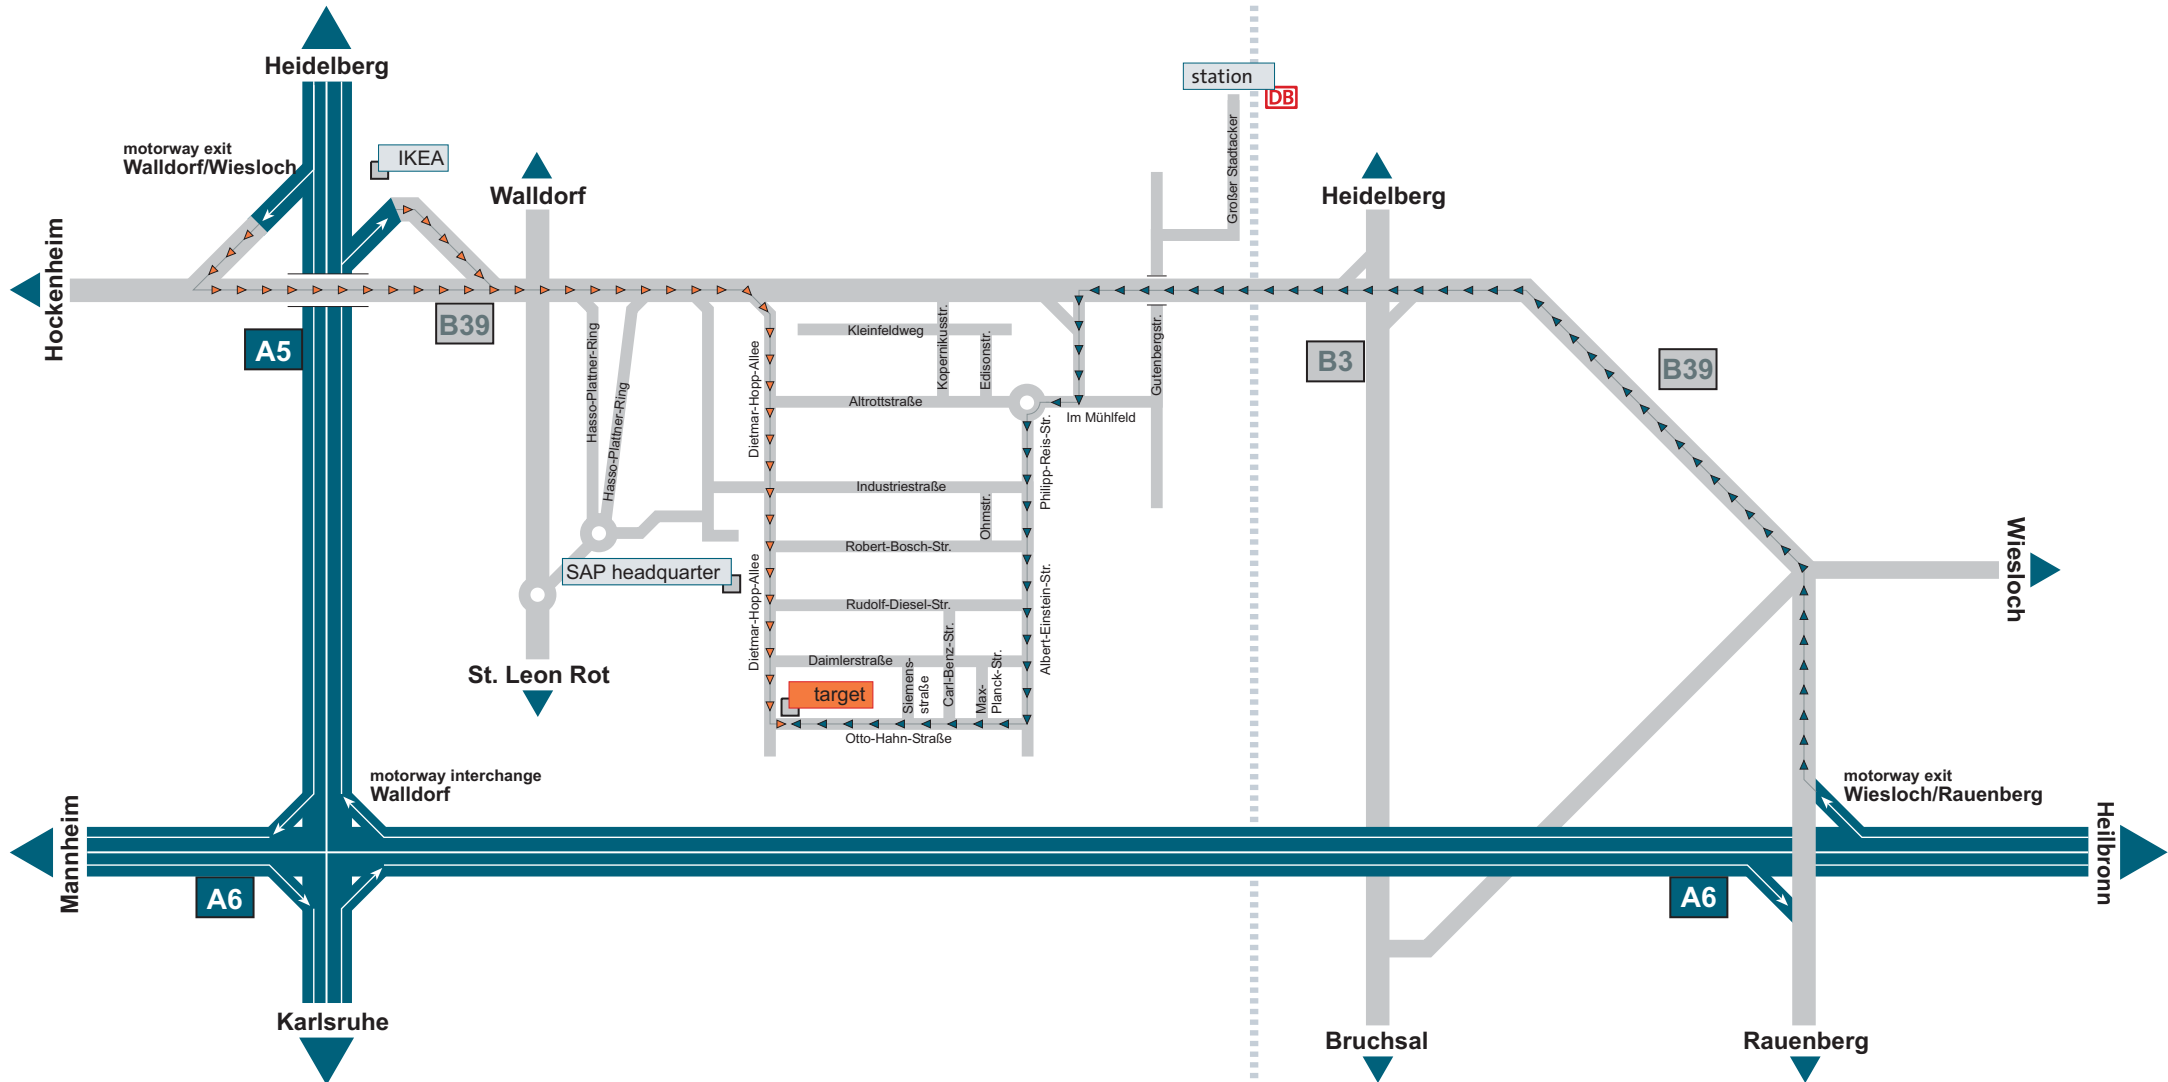 Heidelberg
station
DB
motorway exit
Walldorf/Wiesloch
IKEA
Großer Stadtacker
Walldorf
Heidelberg
Hockenheim
A5
B39
Hasso-Plattner-Ring
Hasso-Plattner-Ring
Dietmar-Hopp-Allee
Kleinfeldweg
Kopernikusstr.
Edisonstr.
Altrottstraße
Im Mühlfeld
Gutenbergstr.
B3
B39
Philipp-Reis-Str.
Industriestraße
Ohmstr.
Robert-Bosch-Str.
SAP headquarter
Dietmar-Hopp-Allee
Rudolf-Diesel-Str.
Albert-Einstein-Str.
Wiesloch
Daimlerstraße
Siemens-
straße
Carl-Benz-Str.
Max-
Planck-Str.
St. Leon Rot
target
Otto-Hahn-Straße
motorway interchange
Walldorf
motorway exit
Wiesloch/Rauenberg
Mannheim
A6
A6
Heilbronn
Karlsruhe
Bruchsal
Rauenberg